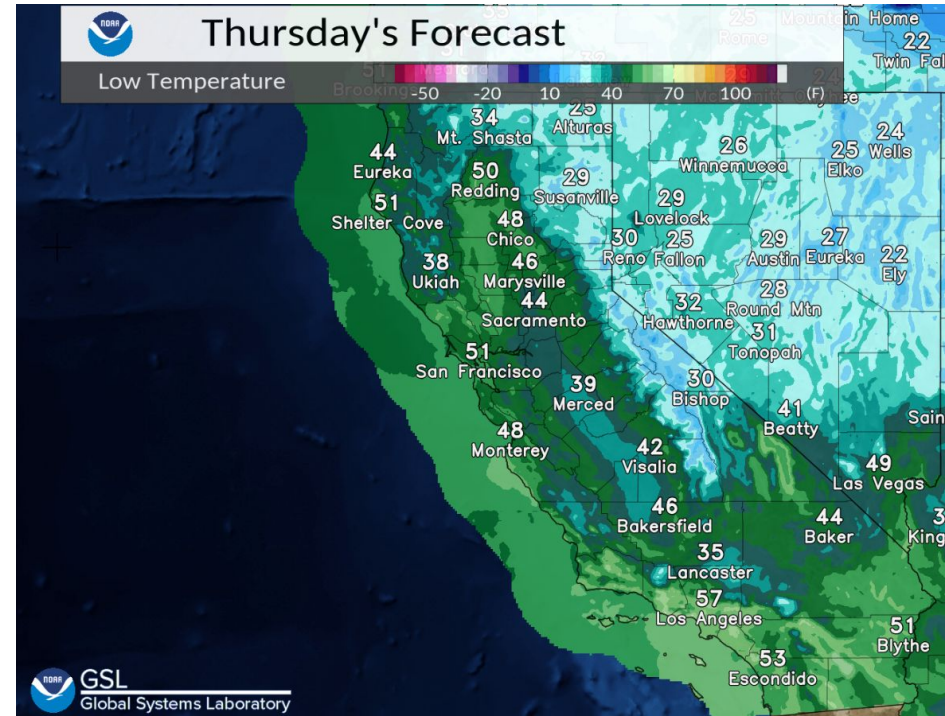 NOAA
Thursday's Forecast
Low Temperature
-50 -20 10 40 70 100 (F)
25
Rome
Mountain Home
22
Twin Fal
51
Brookings
34
Mt. Shasta
25
Alturas
44
Eureka
50
Redding
29
Susanville
26
Winnemucca
25
Elko
24
Wells
51
Shelter Cove
48
Chico
29
Lovelock
30
Reno
25
Fallon
29
Austin
27
Eureka
22
Ely
38
Ukiah
46
Marysville
44
Sacramento
32
Hawthorne
28
Round Mtn
31
Tonopah
51
San Francisco
39
Merced
30
Bishop
41
Beatty
Sain
48
Monterey
42
Visalia
49
Las Vegas
46
Bakersfield
44
Baker
3
King
35
Lancaster
57
Los Angeles
51
Blythe
53
Escondido
NOAA
GSL
Global Systems Laboratory